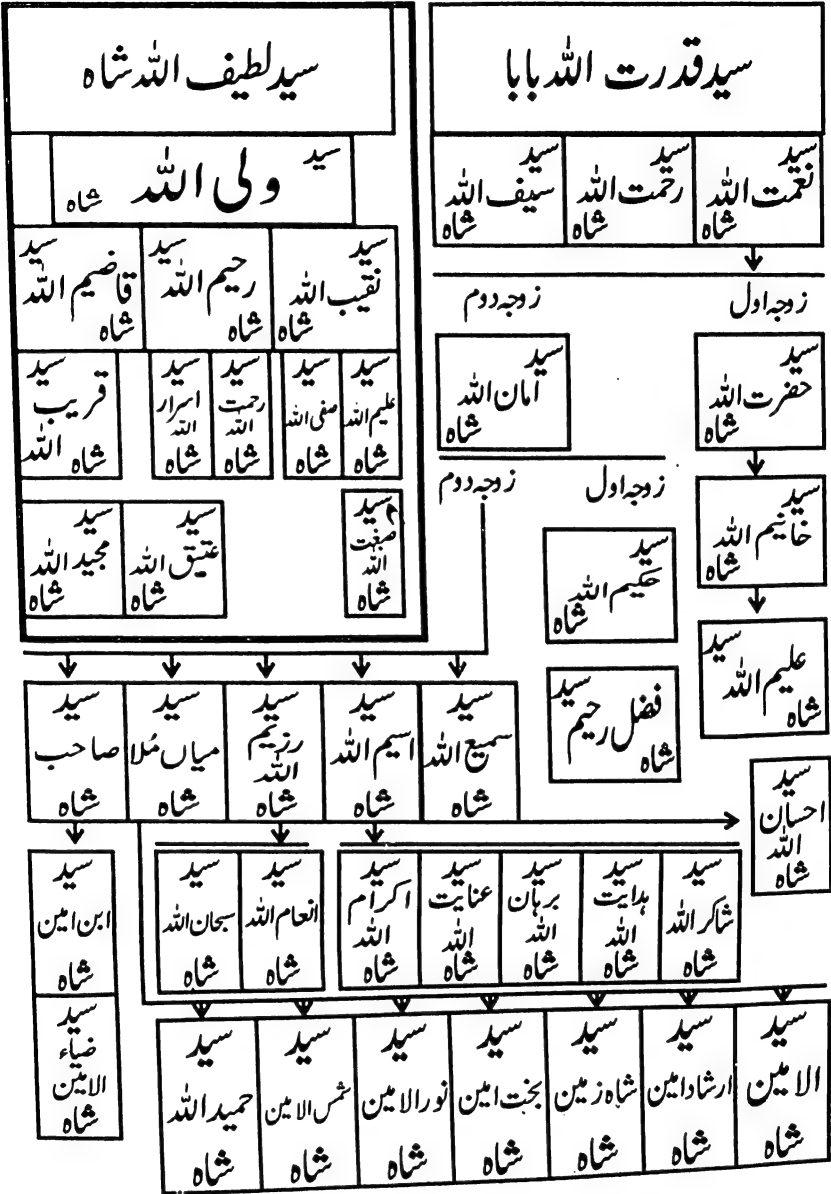 سید قدرت اللہ بابا
سید نعمت اللہ شاہ
سید رحمت اللہ شاہ
سید سیف اللہ شاہ
زوجہ اول
زوجہ دوم
سید حضرت اللہ شاہ
سید امان اللہ شاہ
زوجہ اول
زوجہ دوم
سید خانیم اللہ شاہ
سید حکیم اللہ شاہ
سید علیم اللہ شاہ
سید فضل رحیم شاہ
سید لطیف اللہ شاہ
سید ولی اللہ شاہ
سید نقیب اللہ شاہ
سید رحیم اللہ شاہ
سید قاضیم اللہ شاہ
سید علیم اللہ شاہ
سید صفی اللہ شاہ
سید رحمت اللہ شاہ
سید اسرار اللہ شاہ
سید قریب اللہ شاہ
سید صبغت اللہ شاہ
سید عتیق اللہ شاہ
سید مجید اللہ شاہ
سید سمیع اللہ شاہ
سید اسیم اللہ شاہ
سید رزیم اللہ شاہ
سید میاں ملا شاہ
سید صاحب شاہ
سید احسان اللہ شاہ
سید شاکر اللہ شاہ
سید ہدایت اللہ شاہ
سید برہان اللہ شاہ
سید عنایت اللہ شاہ
سید اکرام اللہ شاہ
سید انعام اللہ شاہ
سید سبحان اللہ شاہ
سید ابن امین شاہ
سید ضیاء الامین شاہ
سید الامین شاہ
سید ارشاد امین شاہ
سید شاہ زمین شاہ
سید بخت امین شاہ
سید نور الامین شاہ
سید شمس الامین شاہ
سید حمید اللہ شاہ